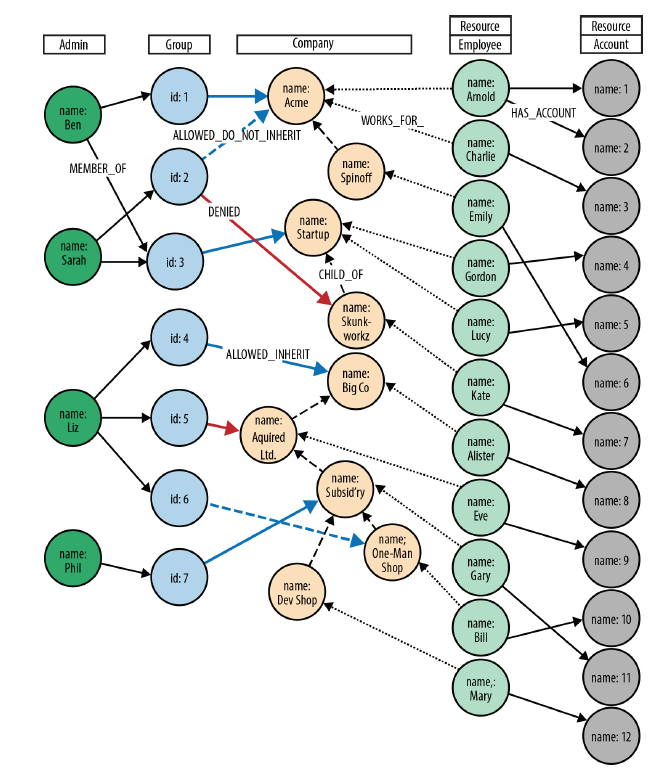 Resource
Resource
Admin
Group
Company
Employee
Account
name:
Ben
name:
Sarah
name:
Liz
name:
Phil
MEMBER_OF
id: 1
id: 2
id: 3
id: 4
id: 5
id: 6
id: 7
ALLOWED_DO_NOT_INHERIT
DENIED
ALLOWED_INHERIT
name:
Acme
name:
Spinoff
name:
Startup
CHILD_OF
name:
Skunk-
workz
name:
Big Co
name:
Aquired
Ltd.
name:
Subsid'ry
name;
One-Man
Shop
name:
Dev Shop
WORKS_FOR_
name:
Arnold
name:
Charlie
name:
Emily
name:
Gordon
name:
Lucy
name:
Kate
name:
Alister
name:
Eve
name:
Gary
name:
Bill
name,:
Mary
HAS_ACCOUNT
name: 1
name: 2
name: 3
name: 4
name: 5
name: 6
name: 7
name: 8
name: 9
name: 10
name: 11
name: 12